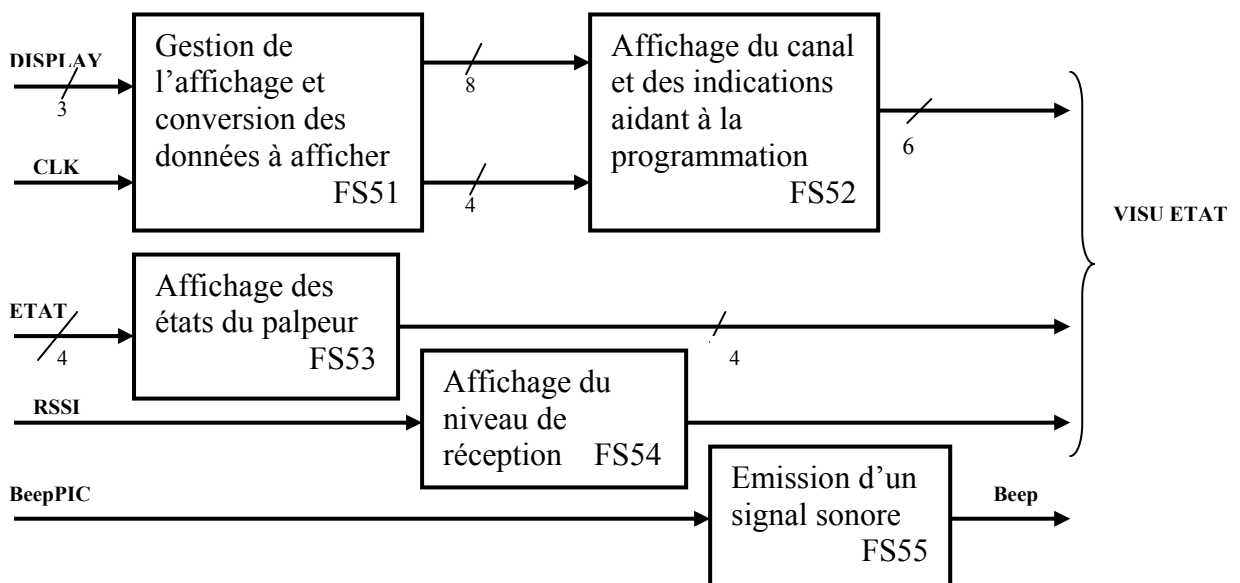 DISPLAY
3
CLK
Gestion de
l’affichage et
conversion des
données à afficher
FS51
8
4
Affichage du canal
et des indications
aidant à la
programmation
FS52
6
VISU ETAT
ETAT
4
Affichage des
états du palpeur
FS53
4
RSSI
Affichage du
niveau de
réception FS54
BeepPIC
Emission d’un
signal sonore
FS55
Beep